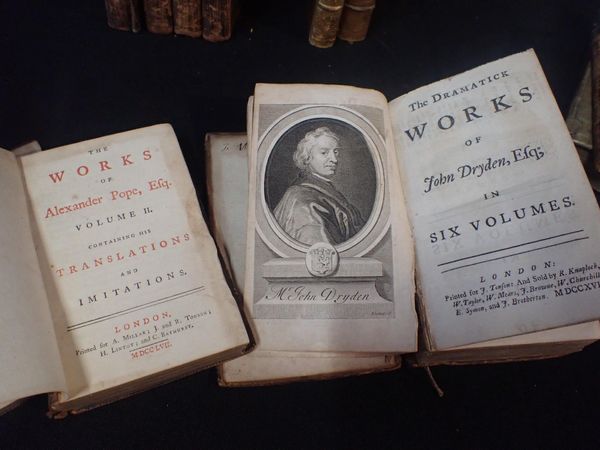 THE
WORKS
OF
Alexander Pope, Esq.
VOLUME II.
CONTAINING HIS
TRANSLATIONS
AND
IMITATIONS.
LONDON,
Printed for A. MILLAR; J. and R. TONSON;
H. LINTOT; and C. BATHURST.
MDCCLVII.
Mr. John Dryden
The DRAMATICK
WORKS
OF
John Dryden, Esq;
IN
SIX VOLUMES.
LONDON:
Printed for J. Tonson: And Sold by R. Knaplock,
W. Taylor, W. Mears, J. Browne, W. Churchill,
E. Symon, and J. Brotherton. MDCCXVI